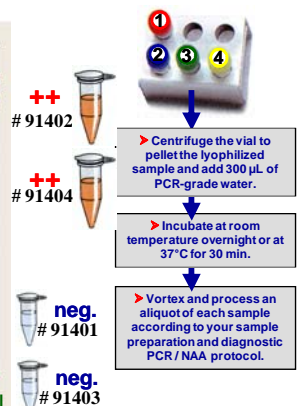 1
2
3
4
++
# 91402
++
# 91404
neg.
# 91401
neg.
# 91403
➤ Centrifuge the vial to
pellet the lyophilized
sample and add 300 µL of
PCR-grade water.
➤ Incubate at room
temperature overnight or at
37°C for 30 min.
➤ Vortex and process an
aliquot of each sample
according to your sample
preparation and diagnostic
PCR / NAA protocol.